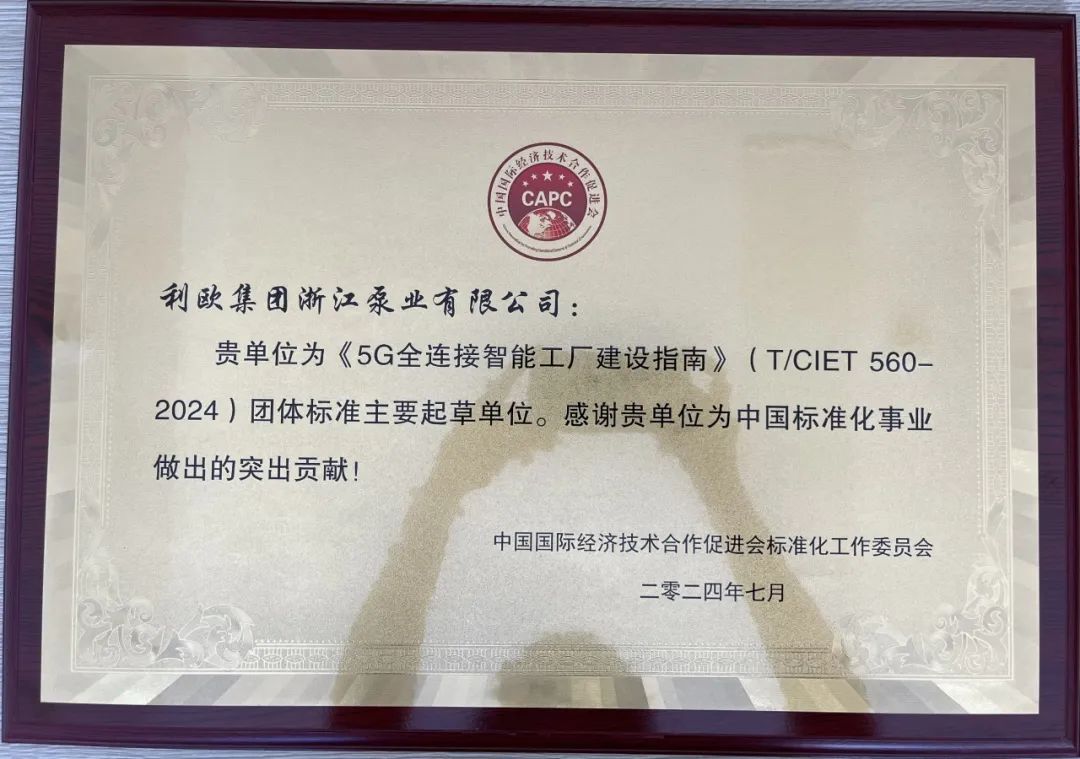 中国国际经济技术合作促进会
CAPC
利欧集团浙江泵业有限公司：
贵单位为《5G全连接智能工厂建设指南》（T/CIET 560-
2024）团体标准主要起草单位。感谢贵单位为中国标准化事业
做出的突出贡献！
中国国际经济技术合作促进会标准化工作委员会
二零二四年七月